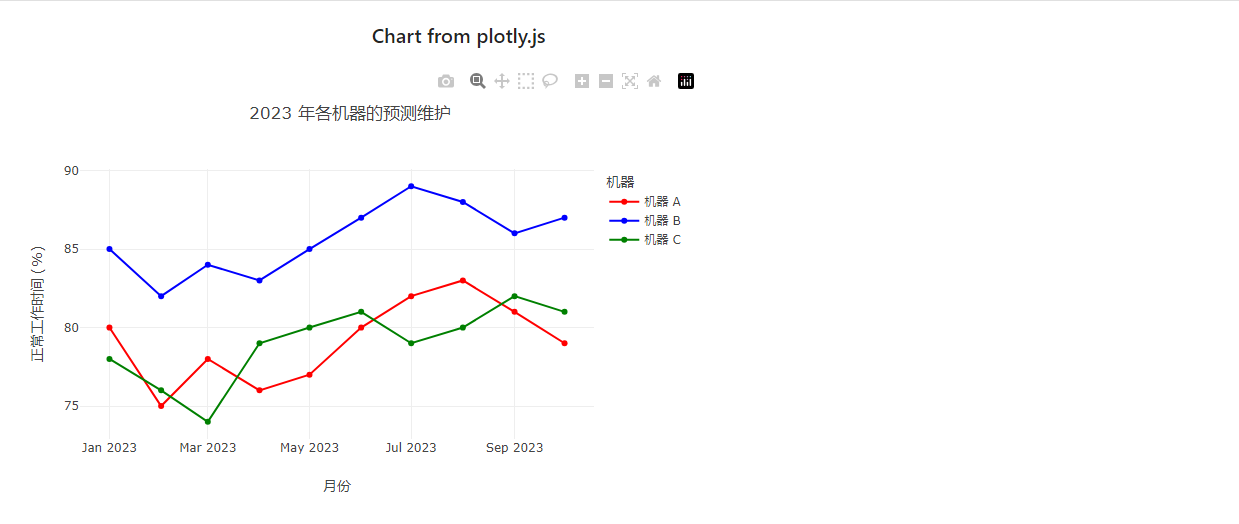 Chart from plotly.js
2023 年各机器的预测维护
90
85
80
75
正常工作时间 (%)
Jan 2023
Mar 2023
May 2023
Jul 2023
Sep 2023
月份
机器
机器 A
机器 B
机器 C